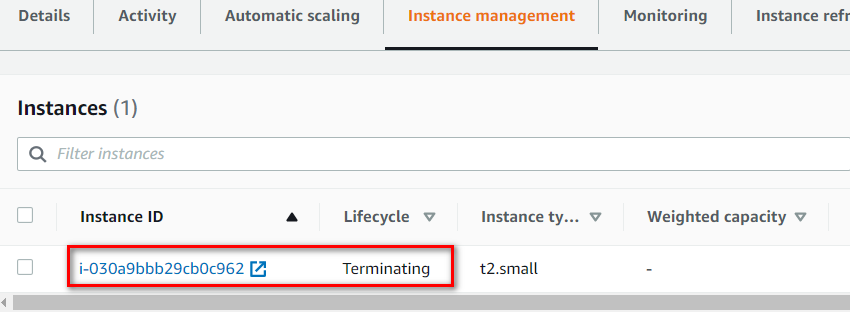 Details Activity Automatic scaling Instance management Monitoring Instance refr
Instances (1)
Filter instances
Instance ID Lifecycle Instance ty... Weighted capacity
i-030a9bbb29cb0c962 Terminating t2.small -